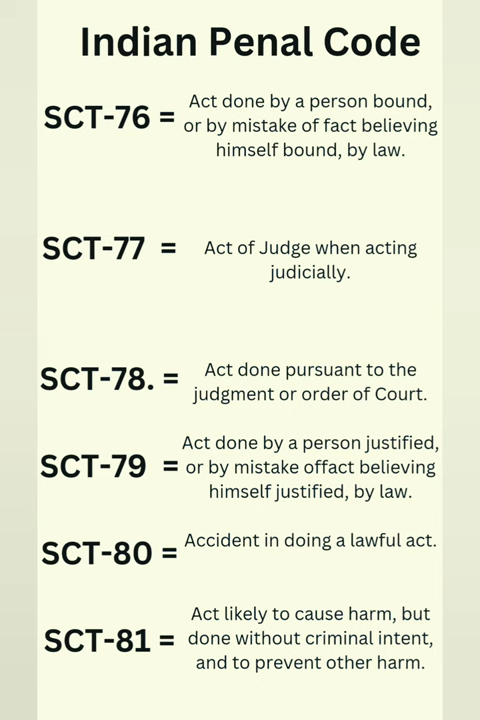 Indian Penal Code
SCT-76 = Act done by a person bound,
or by mistake of fact believing
himself bound, by law.
SCT-77 = Act of Judge when acting
judicially.
SCT-78. = Act done pursuant to the
judgment or order of Court.
SCT-79 = Act done by a person justified,
or by mistake offact believing
himself justified, by law.
SCT-80 = Accident in doing a lawful act.
SCT-81 = Act likely to cause harm, but
done without criminal intent,
and to prevent other harm.